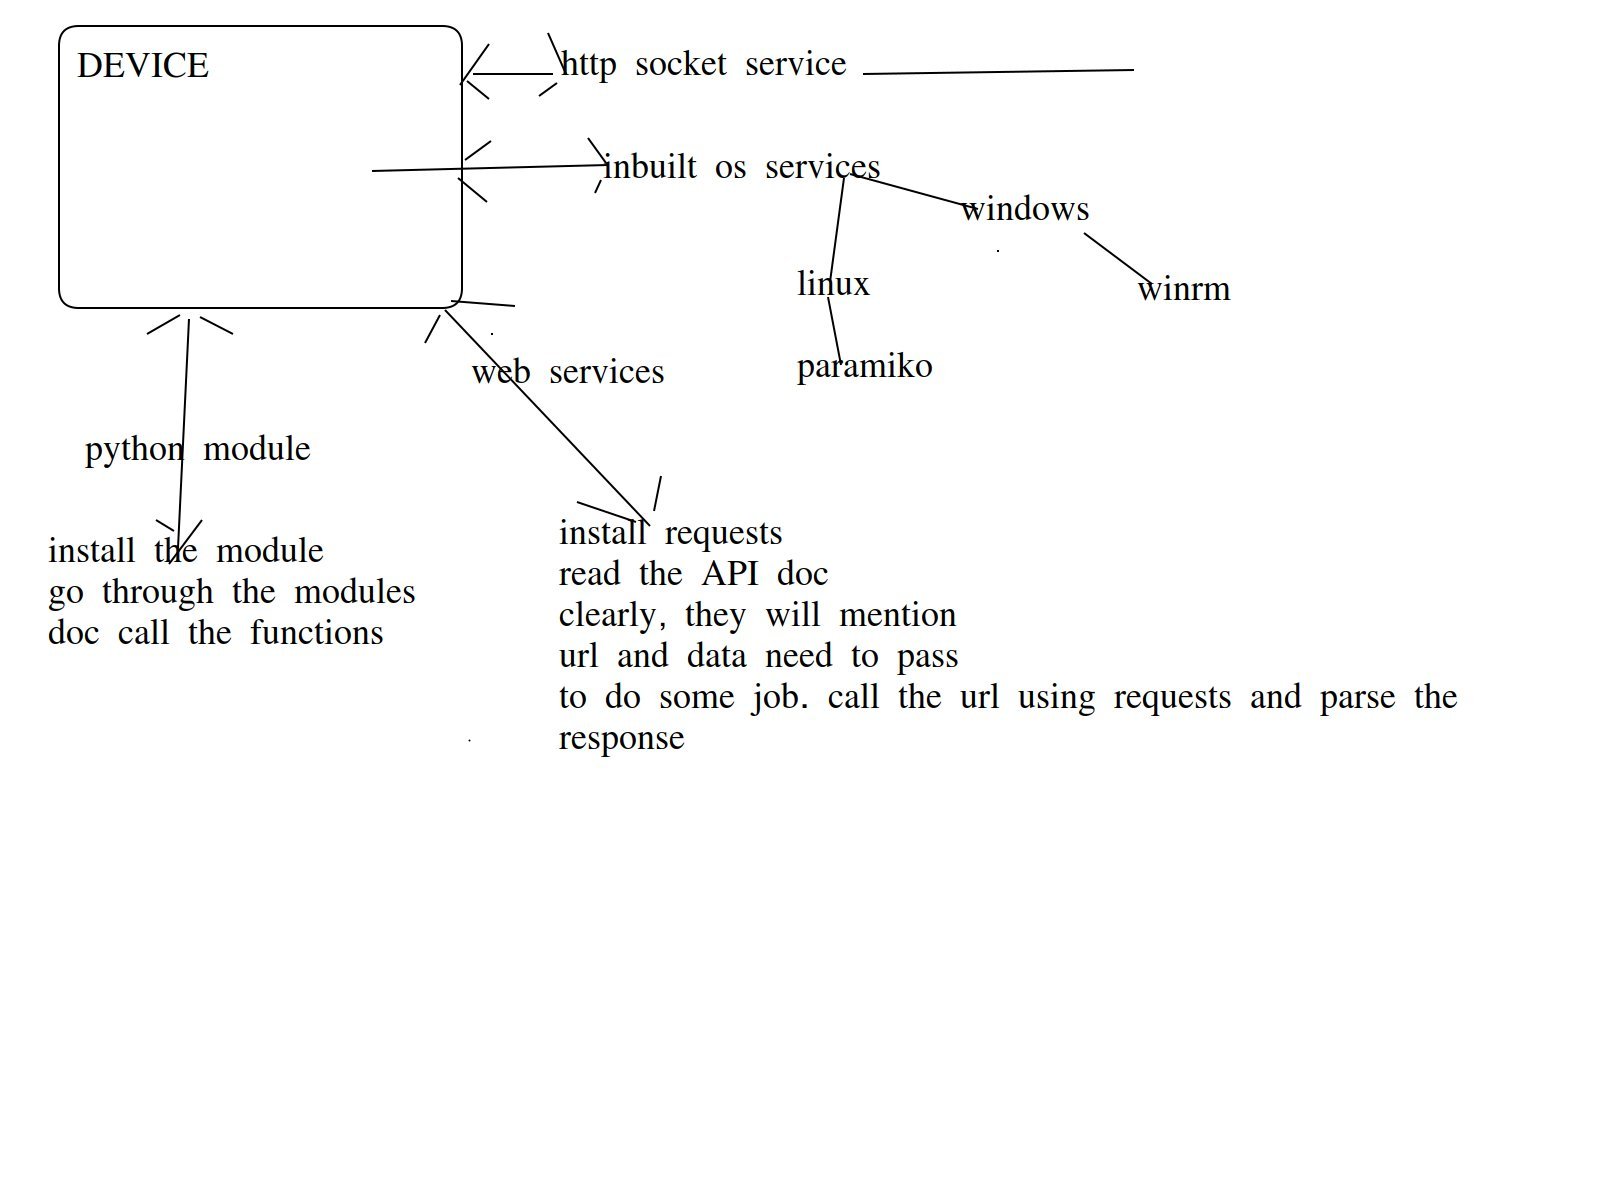 DEVICE
http socket service
inbuilt os services
windows
linux
winrm
paramiko
web services
python module
install the module
go through the modules
doc call the functions
install requests
read the API doc
clearly, they will mention
url and data need to pass
to do some job. call the url using requests and parse the
response